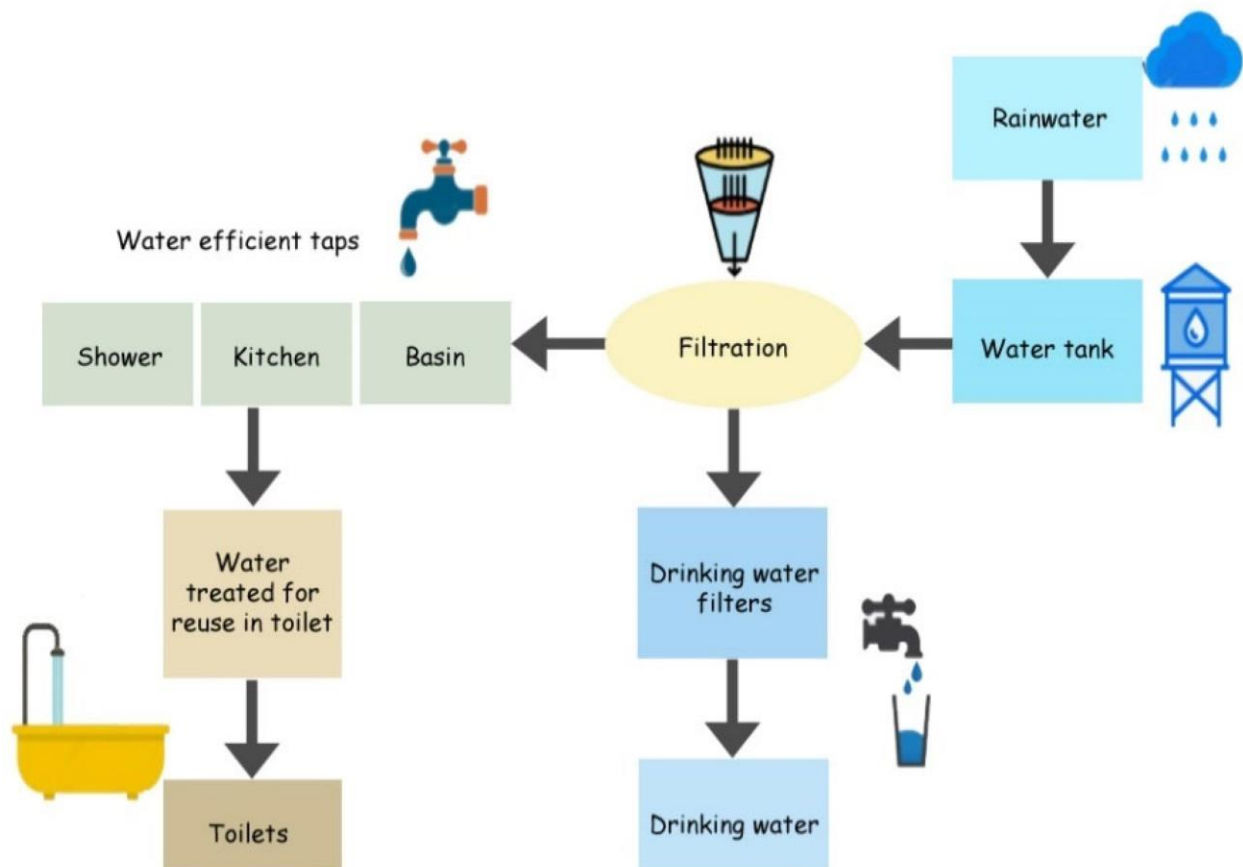 Rainwater
Water efficient taps
Shower
Kitchen
Basin
Filtration
Water tank
Water
treated for
reuse in toilet
Drinking water
filters
Toilets
Drinking water